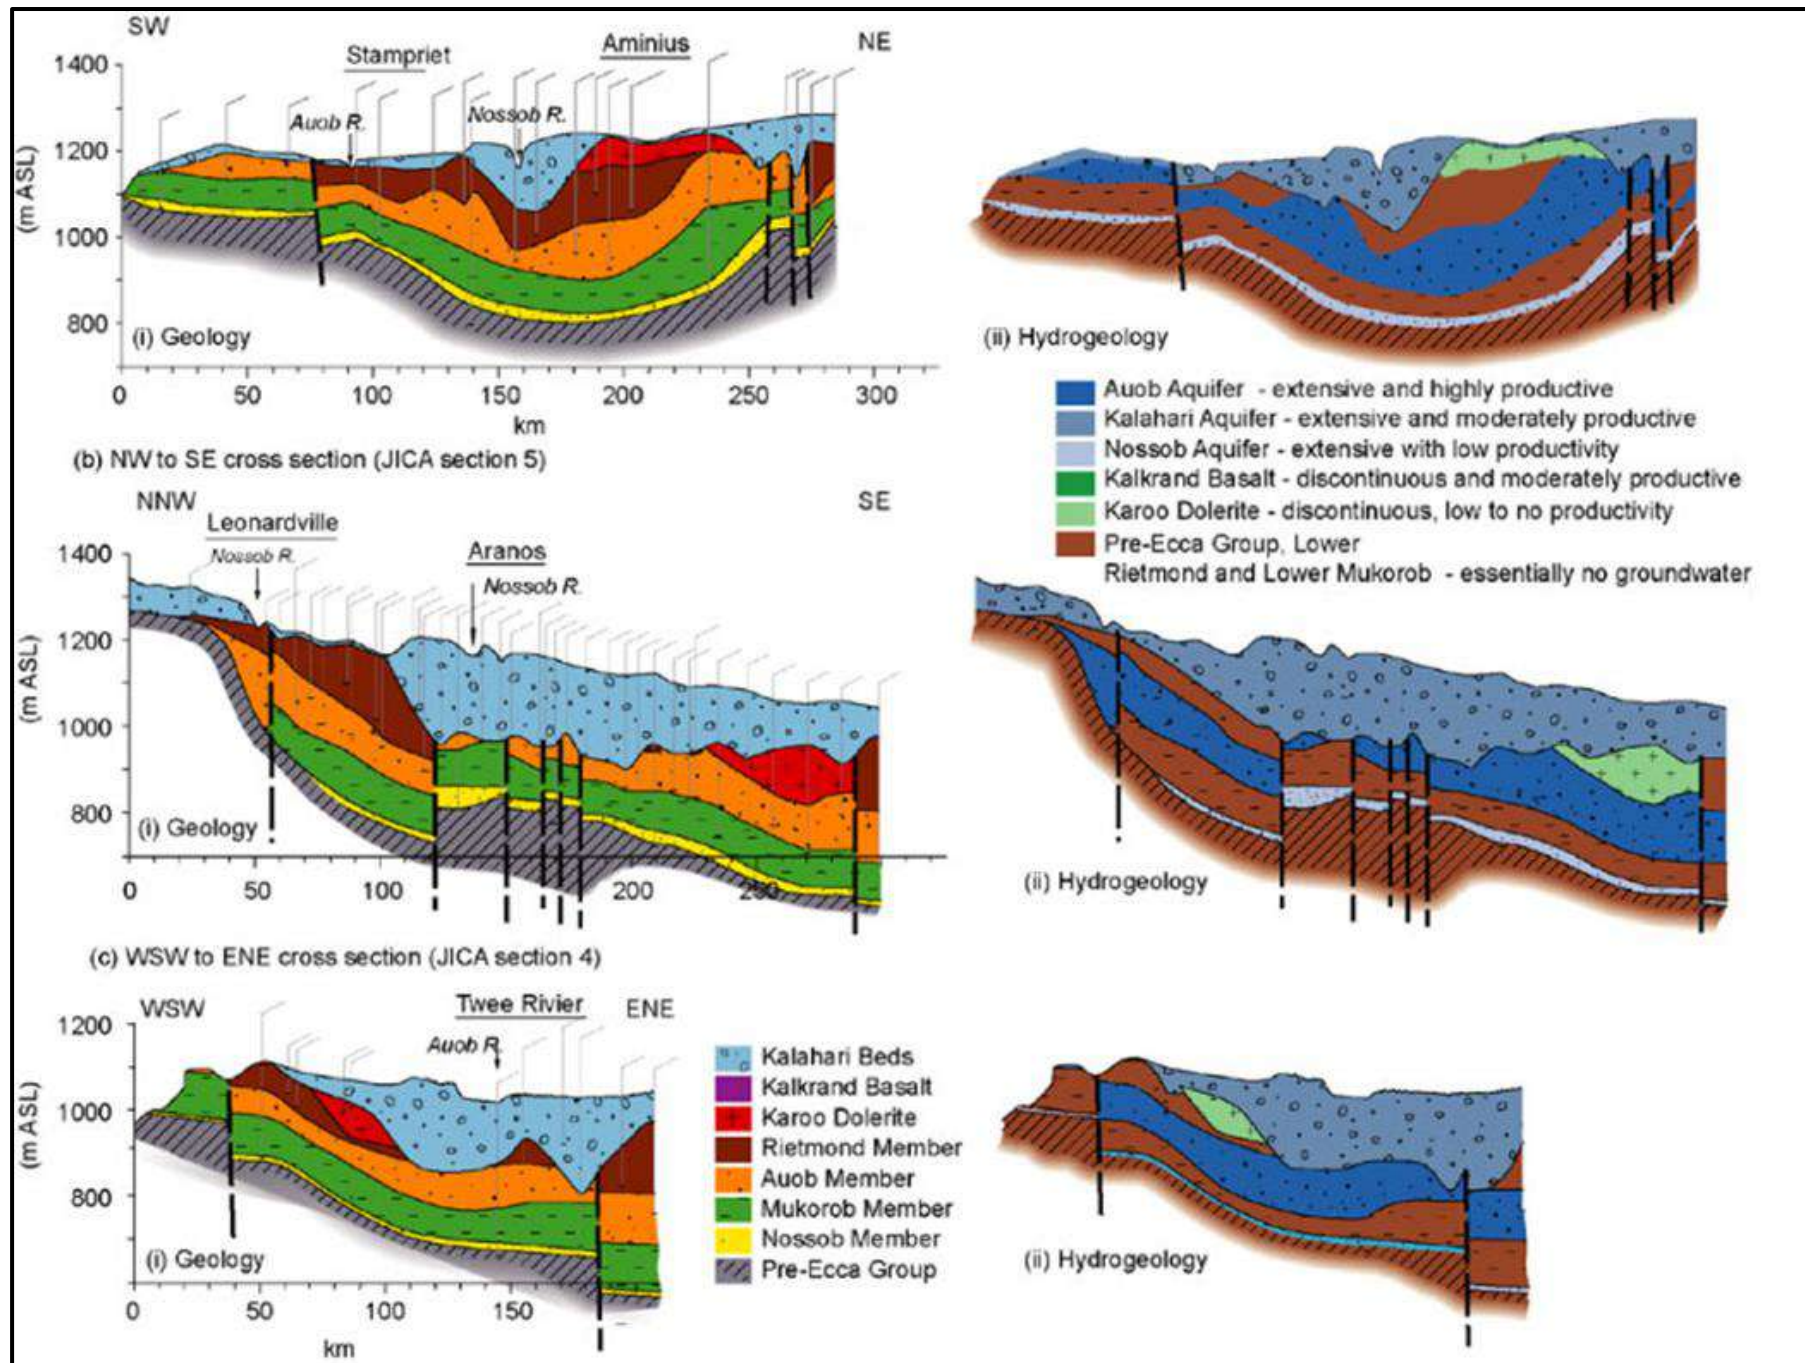 SW
NE
Stampriet
Aminius
Auob R.
Nossob R.
1400
1200
1000
800
(m ASL)
(i) Geology
(ii) Hydrogeology
0 50 100 150 200 250 300
km
Auob Aquifer - extensive and highly productive
Kalahari Aquifer - extensive and moderately productive
Nossob Aquifer - extensive with low productivity
Kalkrand Basalt - discontinuous and moderately productive
Karoo Dolerite - discontinuous, low to no productivity
Pre-Ecca Group, Lower
Rietmond and Lower Mukorob - essentially no groundwater
(b) NW to SE cross section (JICA section 5)
NNW
SE
Leonardville
Nossob R.
Aranos
Nossob R.
1400
1200
1000
800
(m ASL)
(i) Geology
(ii) Hydrogeology
0 50 100 200 250
(c) WSW to ENE cross section (JICA section 4)
WSW
Twee Rivier
ENE
Auob R.
1200
1000
800
(m ASL)
(i) Geology
(ii) Hydrogeology
0 50 100 150
km
Kalahari Beds
Kalkrand Basalt
Karoo Dolerite
Rietmond Member
Auob Member
Mukorob Member
Nossob Member
Pre-Ecca Group